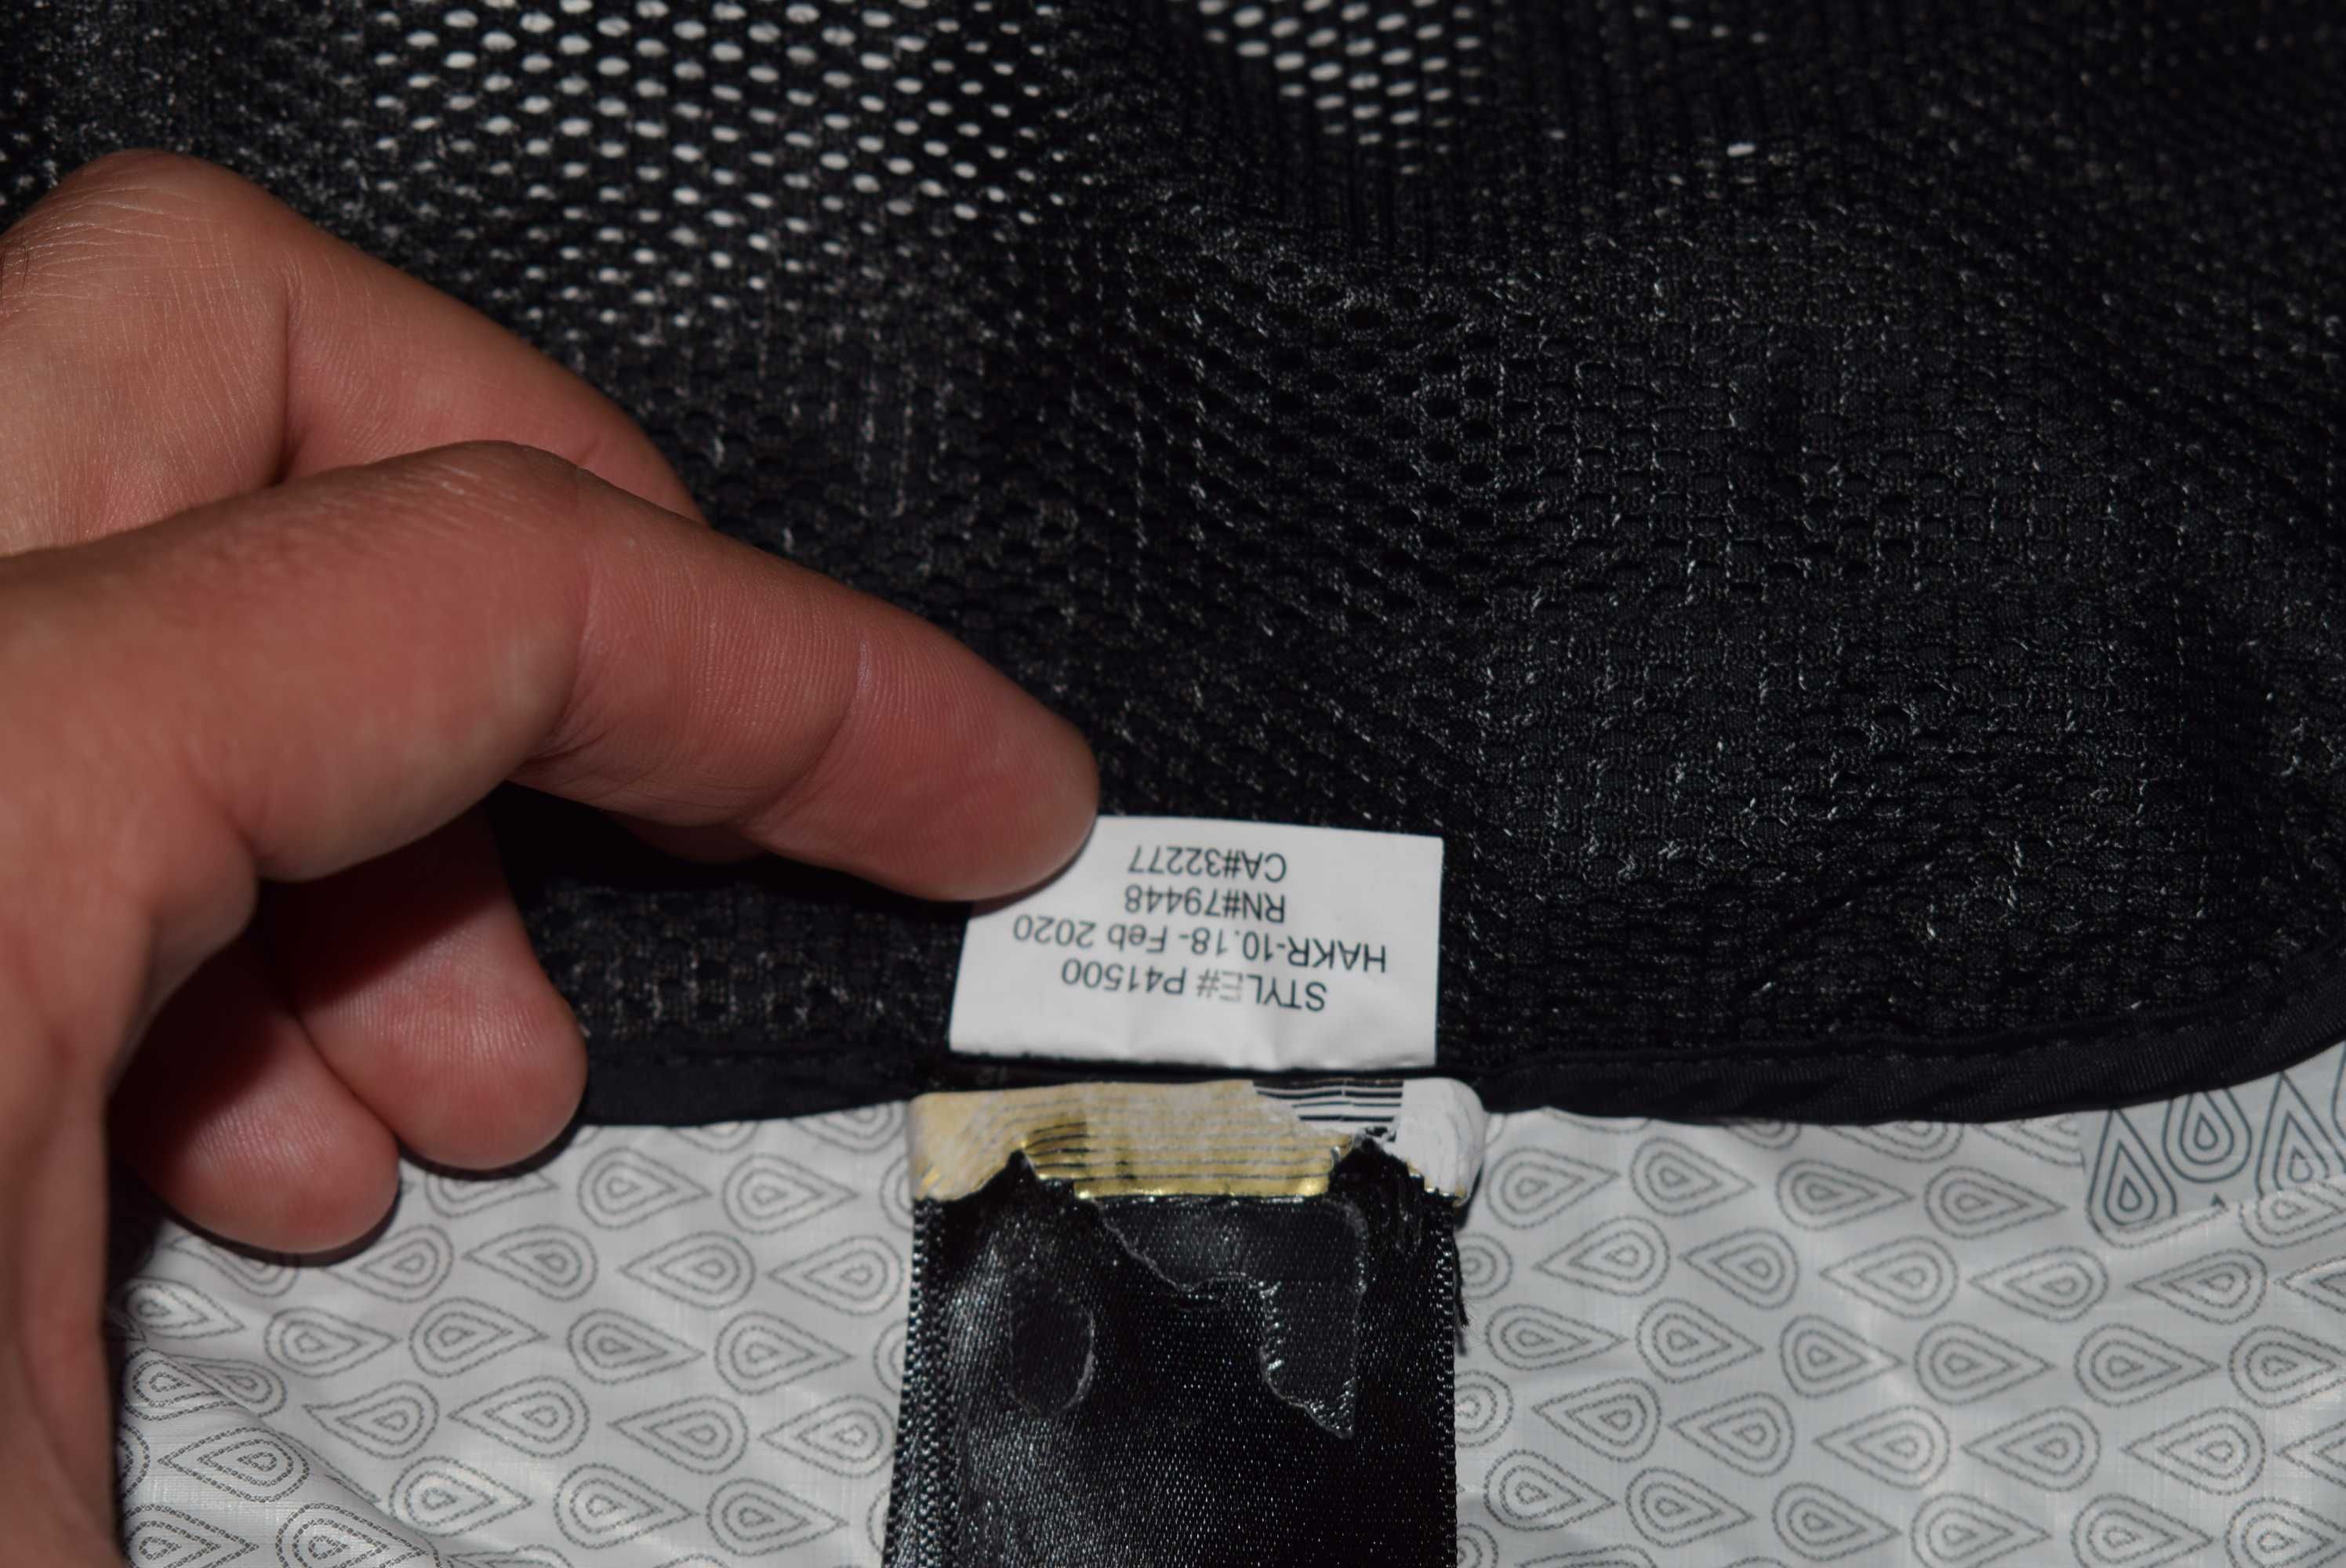 STYLE# P41500
HAKR-10.18- Feb 2020
RN#79448
CA#32277